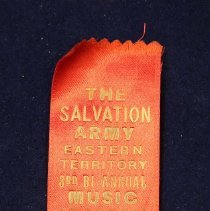 THE
SALVATION
ARMY
EASTERN
TERRITORY
3RD BI-ANNUAL
MUSIC